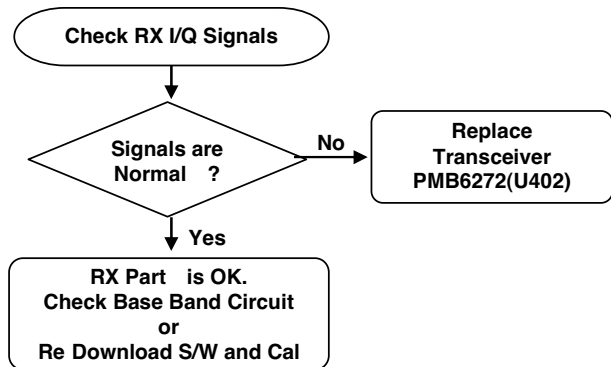 Check RX I/Q Signals
Signals are
Normal ?
No
Replace
Transceiver
PMB6272(U402)
Yes
RX Part is OK.
Check Base Band Circuit
or
Re Download S/W and Cal